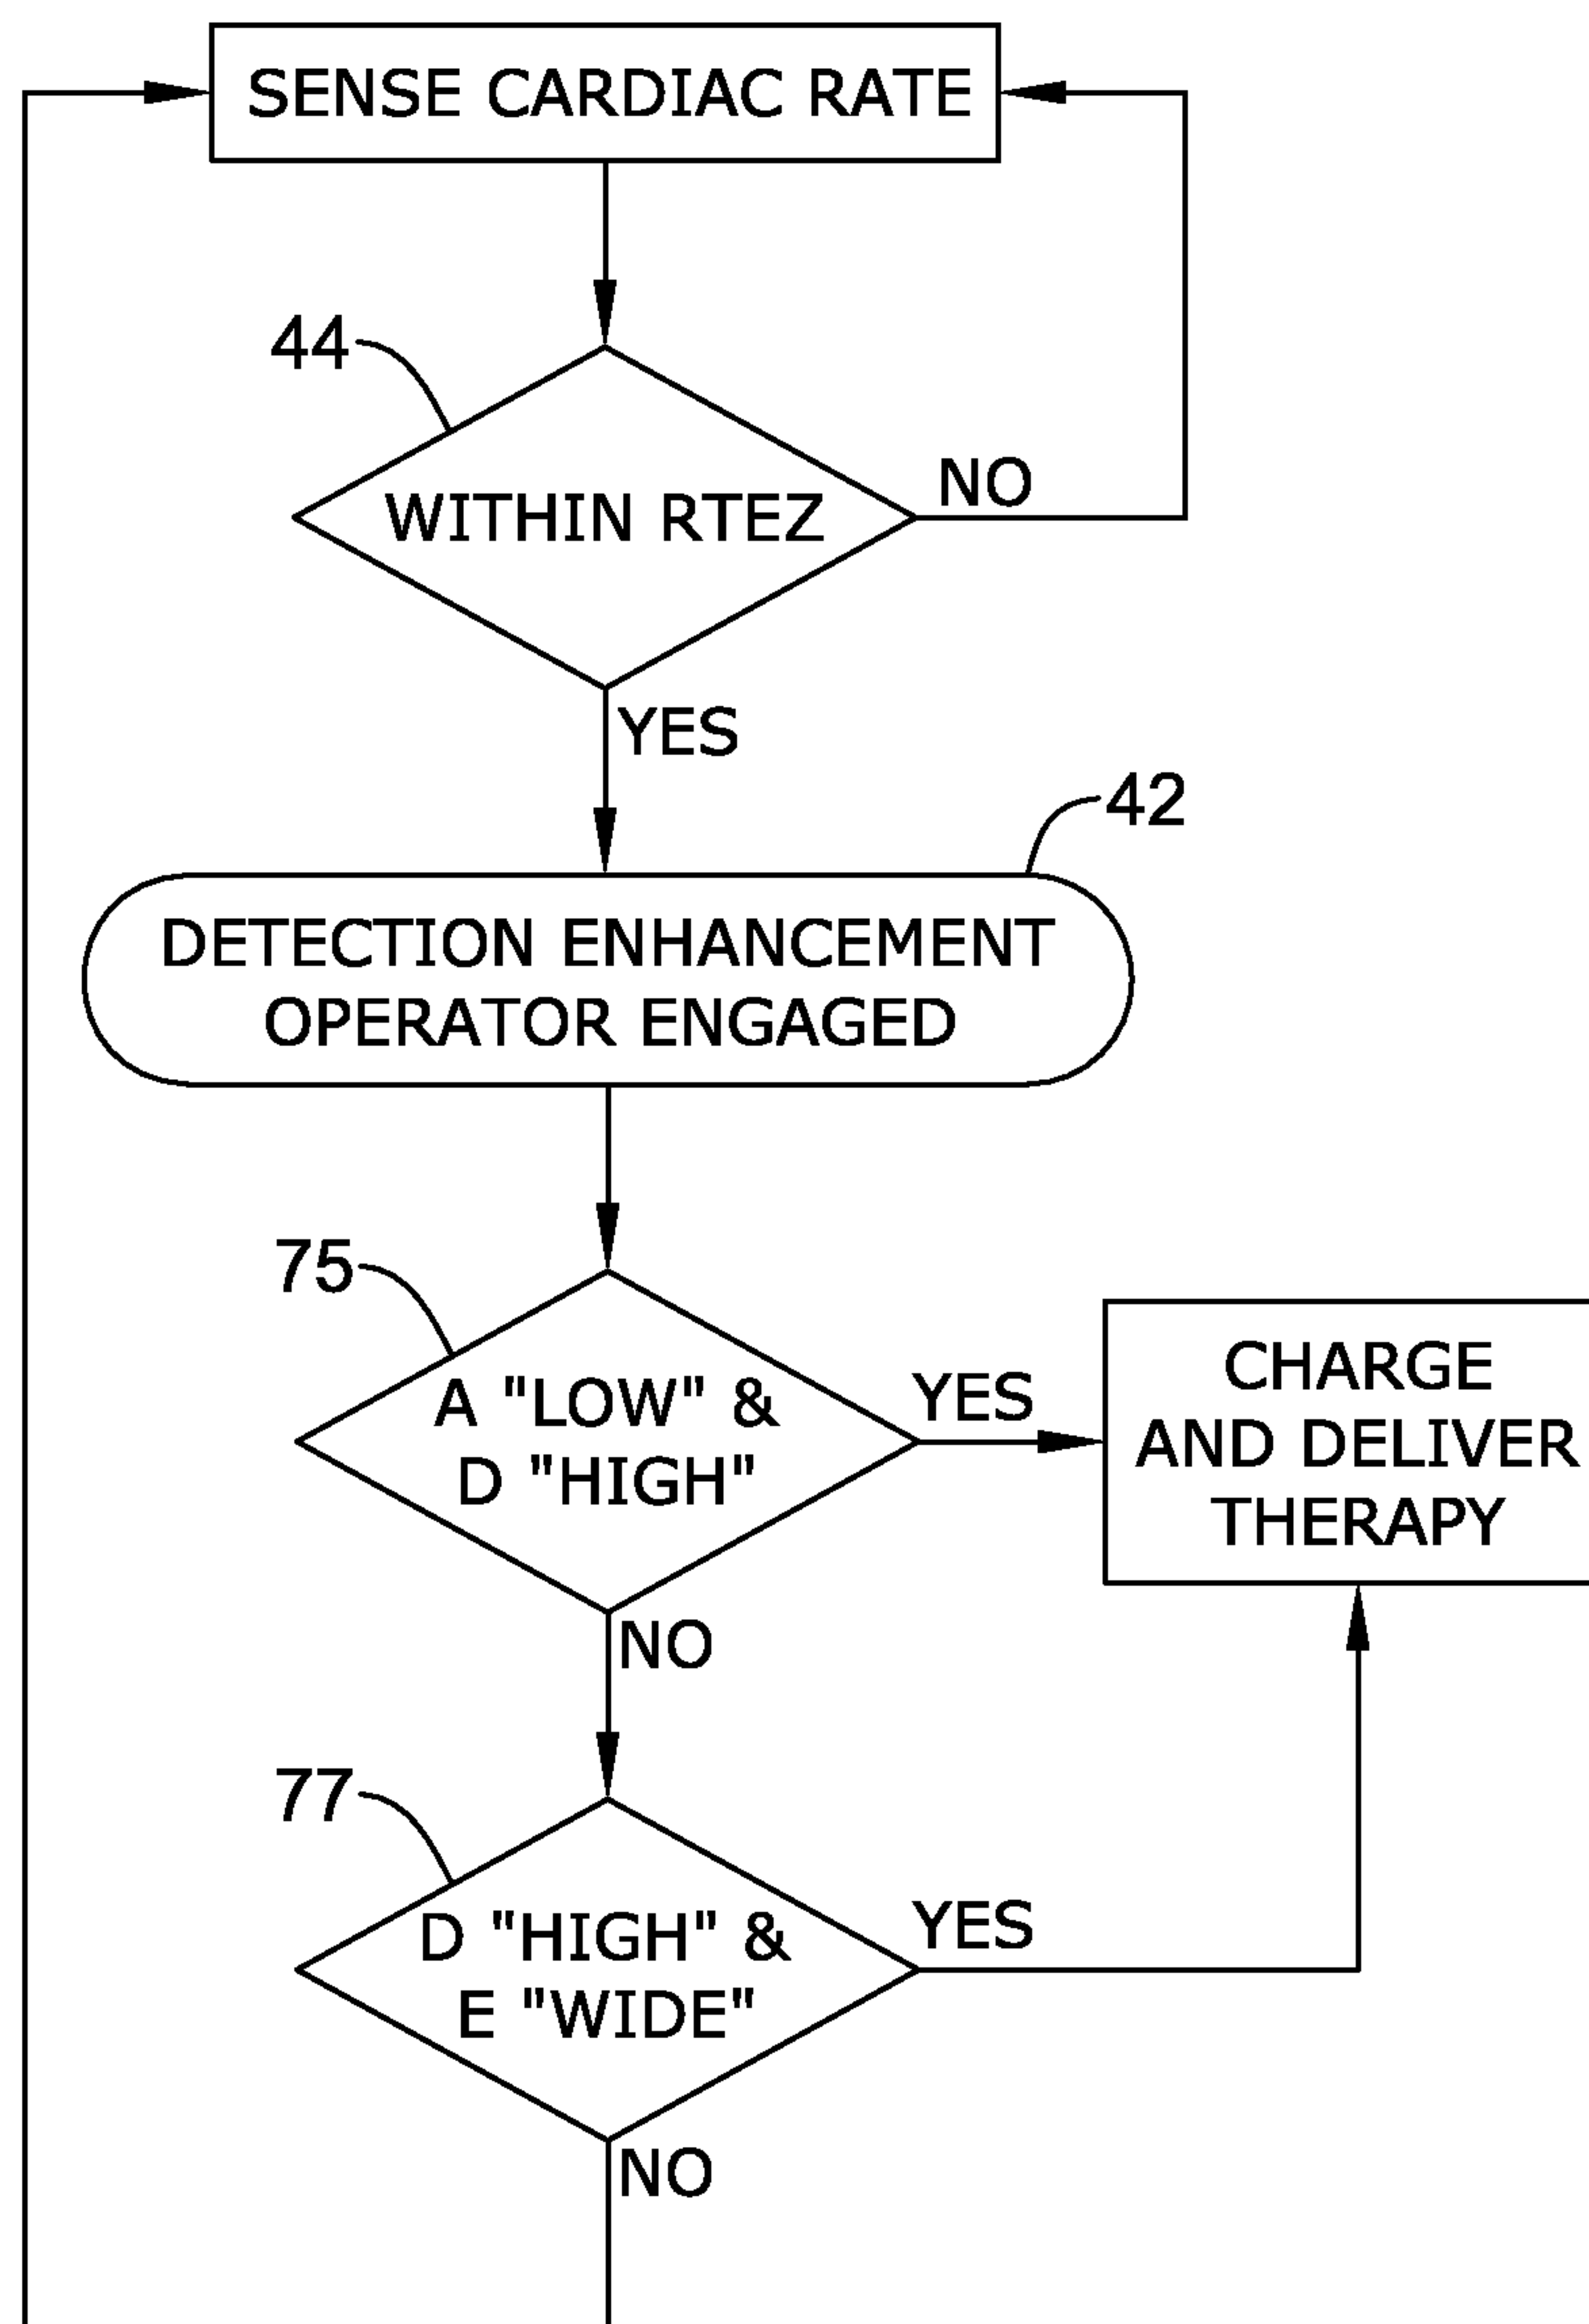 SENSE CARDIAC RATE
44
WITHIN RTEZ
NO
YES
42
DETECTION ENHANCEMENT
OPERATOR ENGAGED
75
A "LOW" &
D "HIGH"
YES
CHARGE
AND DELIVER
THERAPY
NO
77
D "HIGH" &
E "WIDE"
YES
NO